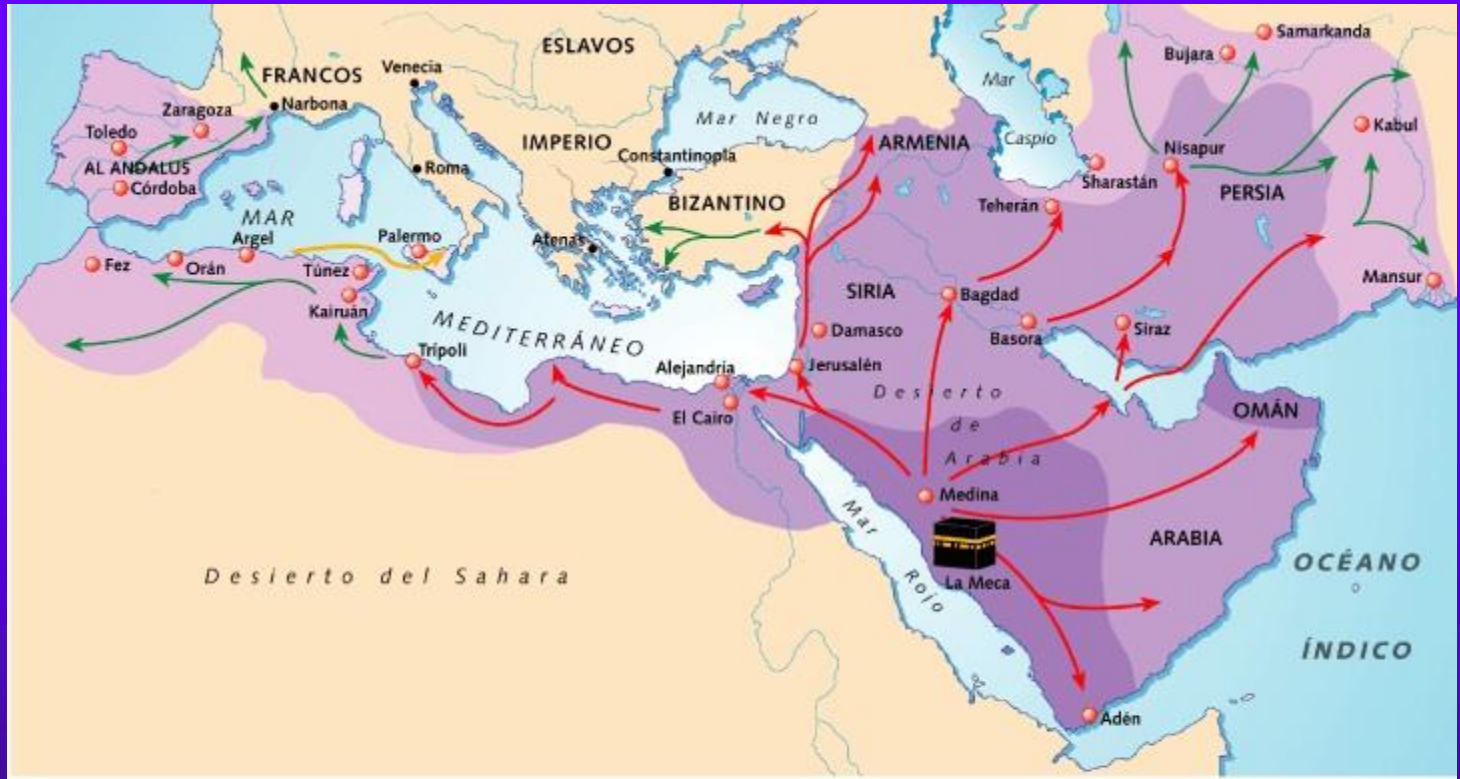 ESLAVOS
Samarkanda
Bujara
Venecia
FRANCOS
Mar
Caspio
Narbona
Zaragoza
Mar Negro
Kabul
Toledo
IMPERIO
ARMENIA
Nisapur
Constantinopla
AL ANDALUS
Roma
Sharastán
Córdoba
PERSIA
BIZANTINO
Teherán
MAR
Argel
Palermo
Atenas
Fez
Orán
Túnez
Mansur
SIRIA
Bagdad
Kairuán
MEDITERRÁNEO
Damasco
Basora
Siraz
Trípoli
Alejandría
Jerusalén
Desierto
de
Arabia
El Cairo
OMÁN
Medina
Mar
Rojo
ARABIA
La Meca
OCÉANO
ÍNDICO
Desierto del Sahara
Adén